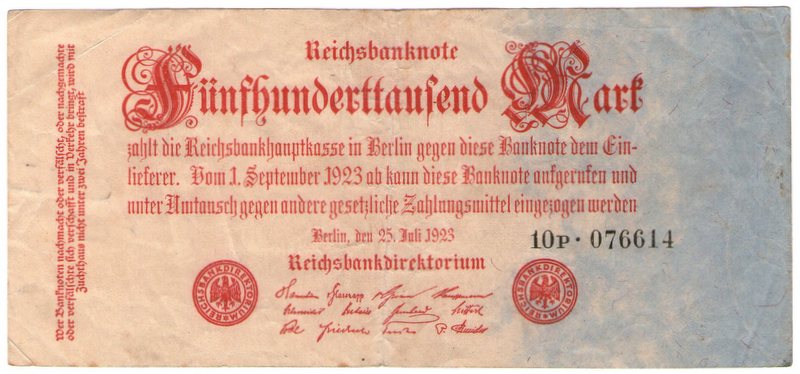 Reichsbanknote
Fünfhunderttausend Mark
zahlt die Reichsbankhauptkasse in Berlin gegen diese Banknote dem Ein-
lieferer. Vom 1. September 1923 ab kann diese Banknote aufgerufen und
unter Umtausch gegen andere gesetzliche Zahlungsmittel eingezogen werden
Berlin, den 25. Juli 1923
10P·076614
Reichsbankdirektorium
REICHSBANKDIREKTORIUM
REICHSBANKDIREKTORIUM
Wer Banknoten nachmacht oder verfälscht, oder nachgemachte
oder verfälschte sich verschafft und in Verkehr bringt, wird mit
Zuchthaus nicht unter zwei Jahren bestraft